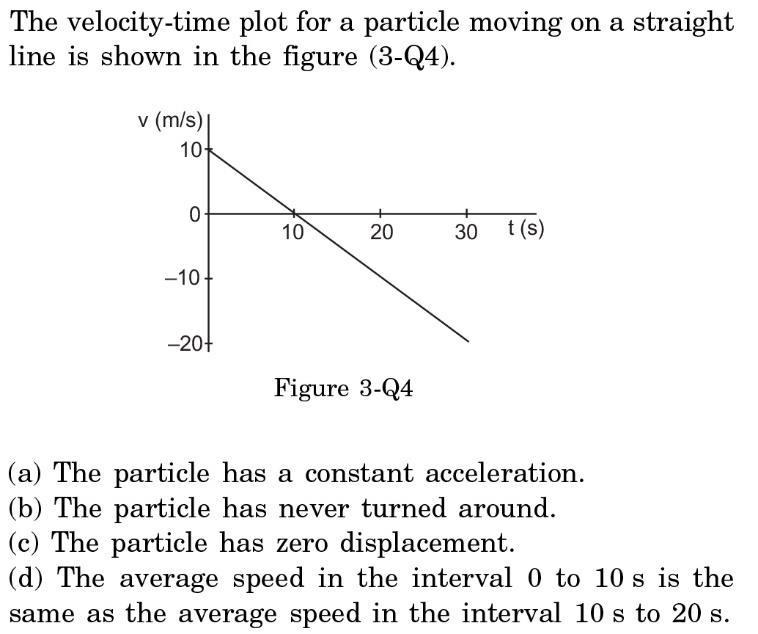 The velocity-time plot for a particle moving on a straight
line is shown in the figure (3-Q4).
v (m/s)
10
0
10 20 30 t (s)
–10
–20
Figure 3-Q4
(a) The particle has a constant acceleration.
(b) The particle has never turned around.
(c) The particle has zero displacement.
(d) The average speed in the interval 0 to 10 s is the
same as the average speed in the interval 10 s to 20 s.